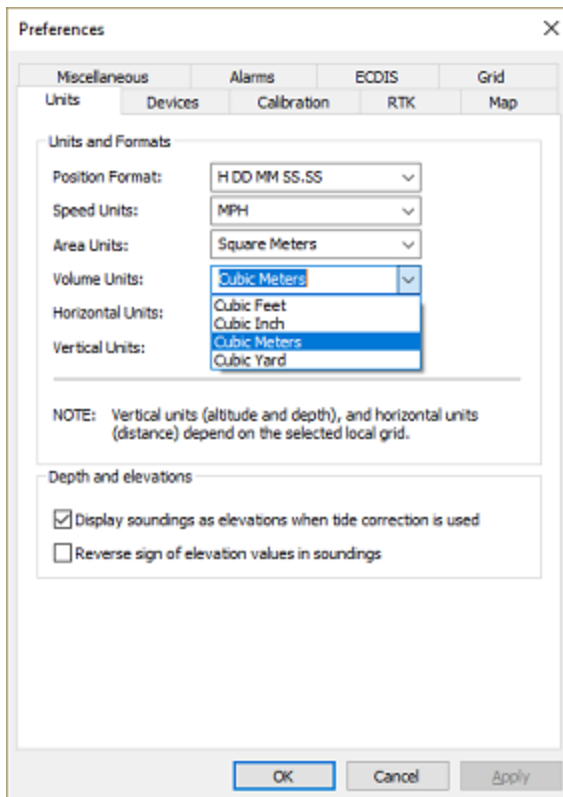 Preferences
Miscellaneous Alarms ECDIS Grid
Units Devices Calibration RTK Map
Units and Formats
Position Format: H DD MM SS.SS
Speed Units: MPH
Area Units: Square Meters
Volume Units: Cubic Meters
Cubic Feet
Horizontal Units: Cubic Inch
Cubic Meters
Vertical Units: Cubic Yard
NOTE: Vertical units (altitude and depth), and horizontal units
(distance) depend on the selected local grid.
Depth and elevations
Display soundings as elevations when tide correction is used
Reverse sign of elevation values in soundings
OK Cancel Apply